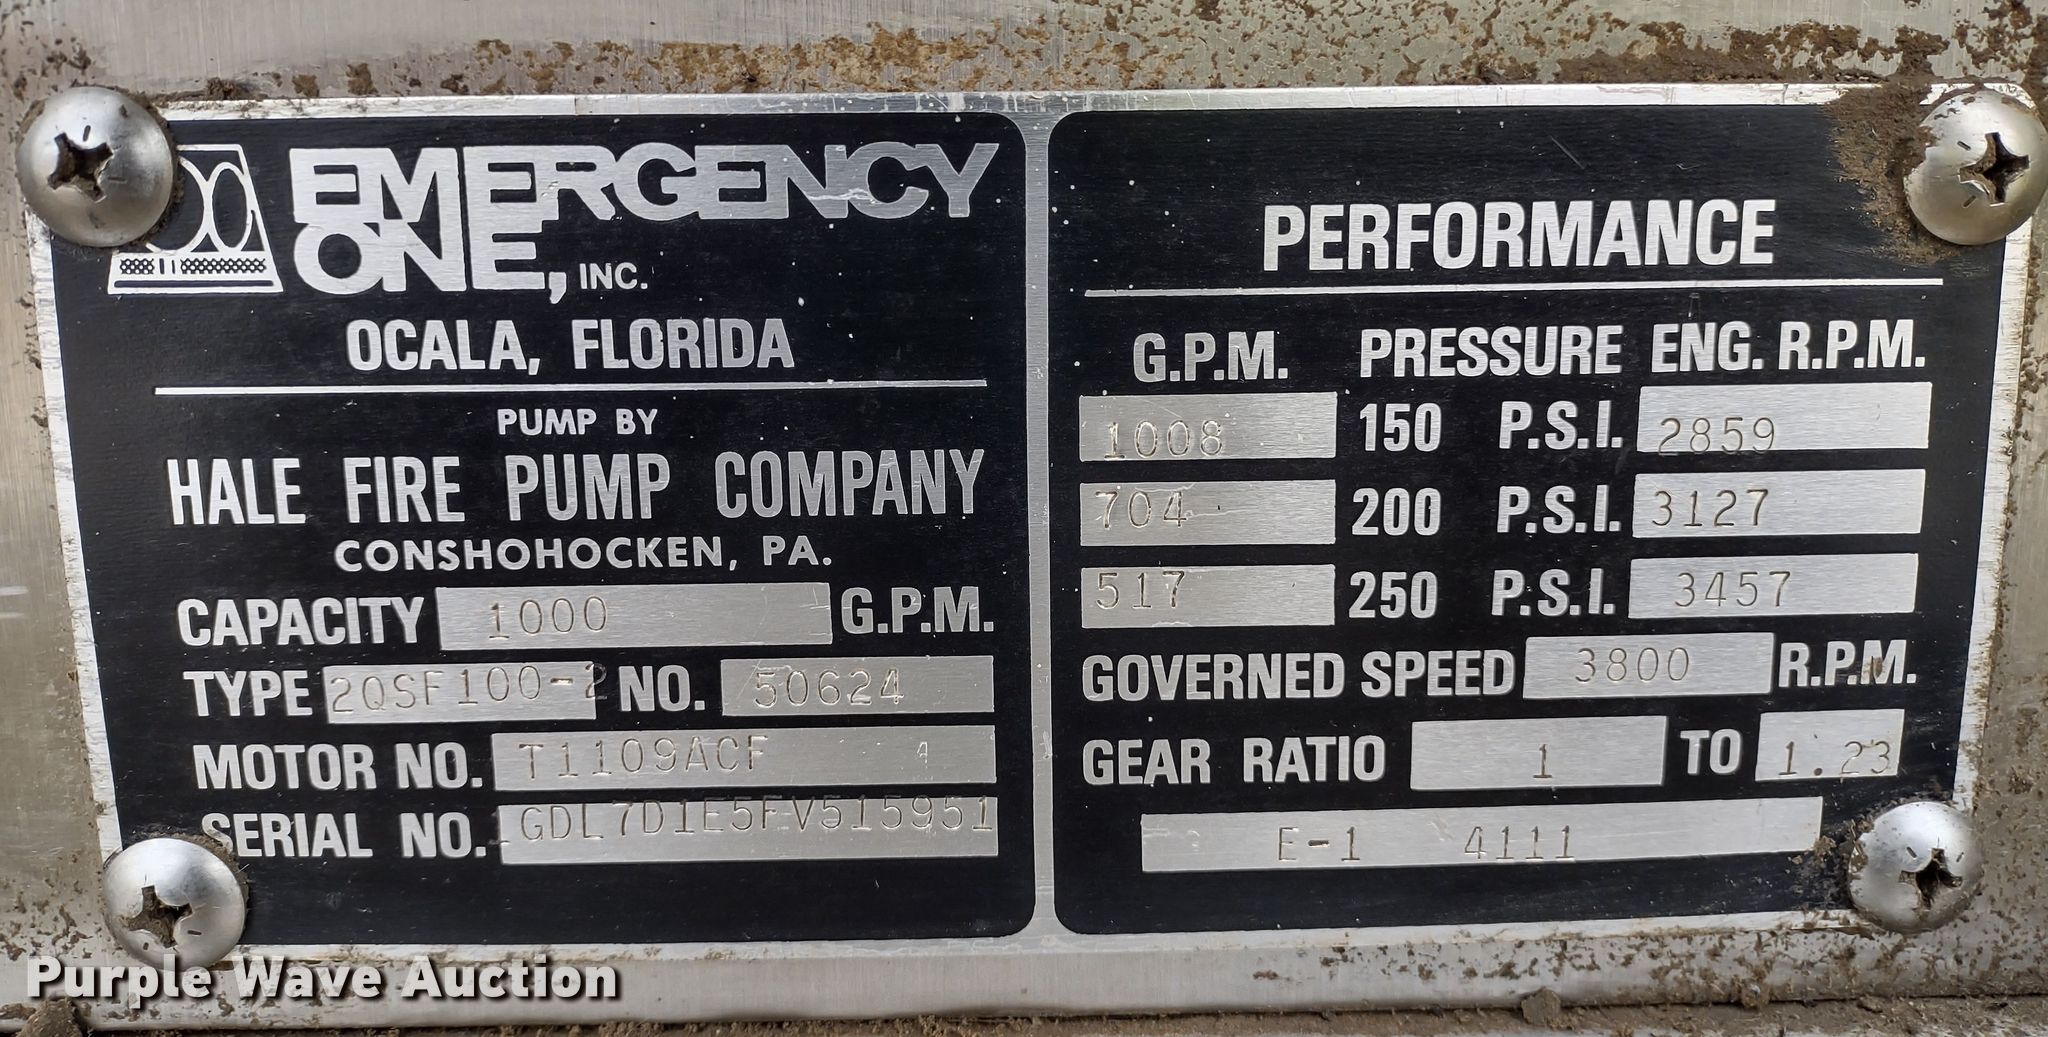 EMERGENCY
ONE, INC.
OCALA, FLORIDA
PUMP BY
HALE FIRE PUMP COMPANY
CONSHOHOCKEN, PA.
CAPACITY 1000 G.P.M.
TYPE 2QSF100-2 NO. 50624
MOTOR NO. T1109ACF
SERIAL NO. 1GDL7D1E5FV515951
PERFORMANCE
G.P.M. PRESSURE ENG. R.P.M.
1008 150 P.S.I. 2859
704 200 P.S.I. 3127
517 250 P.S.I. 3457
GOVERNED SPEED 3800 R.P.M.
GEAR RATIO 1 TO 1.23
E-1 4111
Purple Wave Auction